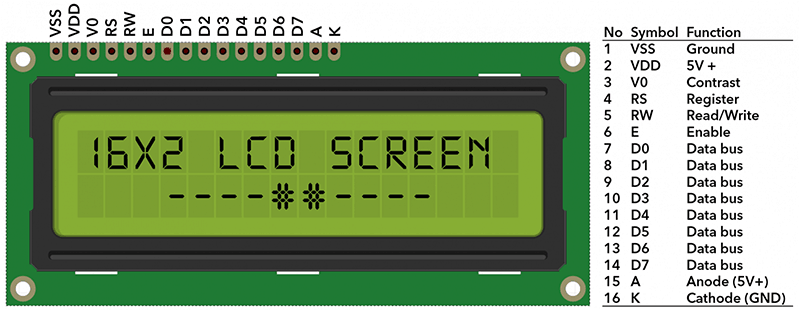 VSS VDD V0 RS RW E D0 D1 D2 D3 D4 D5 D6 D7 A K
16X2 LCD SCREEN
----##----
No Symbol Function
1 VSS Ground
2 VDD 5V +
3 V0 Contrast
4 RS Register
5 RW Read/Write
6 E Enable
7 D0 Data bus
8 D1 Data bus
9 D2 Data bus
10 D3 Data bus
11 D4 Data bus
12 D5 Data bus
13 D6 Data bus
14 D7 Data bus
15 A Anode (5V+)
16 K Cathode (GND)